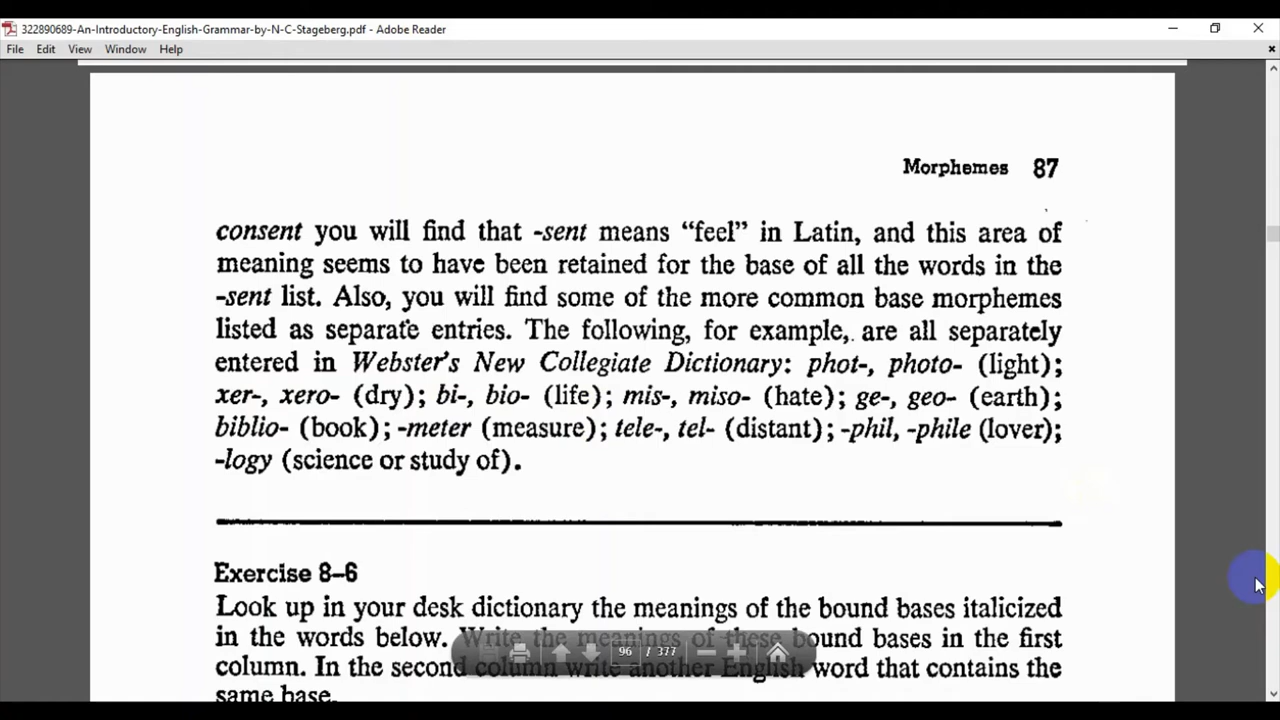 322890689-An-Introductory-English-Grammar-by-N-C-Stageberg.pdf - Adobe Reader
File Edit View Window Help
Morphemes 87
consent you will find that -sent means “feel” in Latin, and this area of
meaning seems to have been retained for the base of all the words in the
-sent list. Also, you will find some of the more common base morphemes
listed as separate entries. The following, for example, are all separately
entered in Webster's New Collegiate Dictionary: phot-, photo- (light);
xer-, xero- (dry); bi-, bio- (life); mis-, miso- (hate); ge-, geo- (earth);
biblio- (book); -meter (measure); tele-, tel- (distant); -phil, -phile (lover);
-logy (science or study of).
Exercise 8–6
Look up in your desk dictionary the meanings of the bound bases italicized
in the words below. Write the meanings of these bound bases in the first
column. In the second column write another English word that contains the
same base.
96 / 377